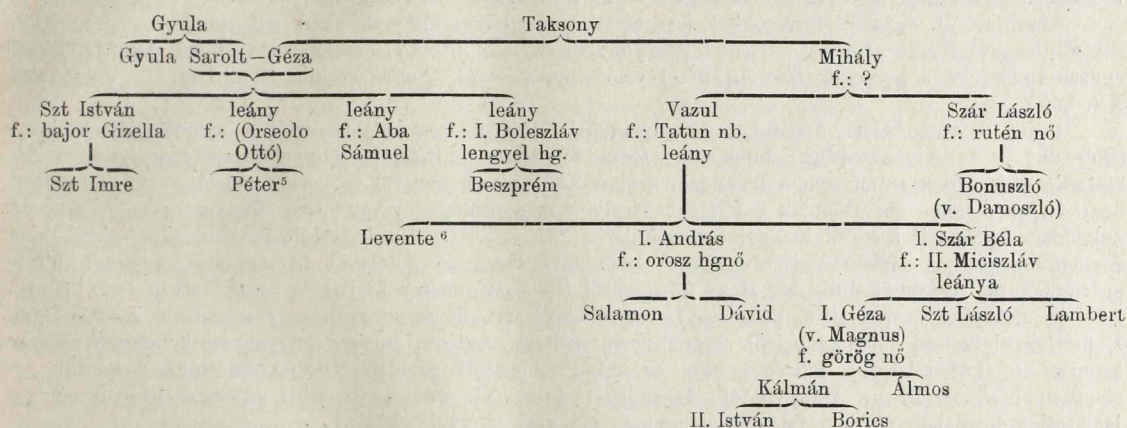 Gyula Taksony
Gyula Sarolt—Géza Mihály
f.: ?
Szt István leány leány leány Vazul Szár László
f.: bajor Gizella f.: (Orseolo f.: Aba f.: I. Boleszláv f.: Tatun nb. f.: rutén nő
Ottó) Sámuel lengyel hg. leány
Szt Imre Péter⁵ Beszprém Bonuszló
(v. Damoszló)
Levente ⁶ I. András I. Szár Béla
f.: orosz hgnő f.: II. Miciszláv
leánya
Salamon Dávid I. Géza Szt László Lambert
(v. Magnus)
f. görög nő
Kálmán Álmos
II. István Borics